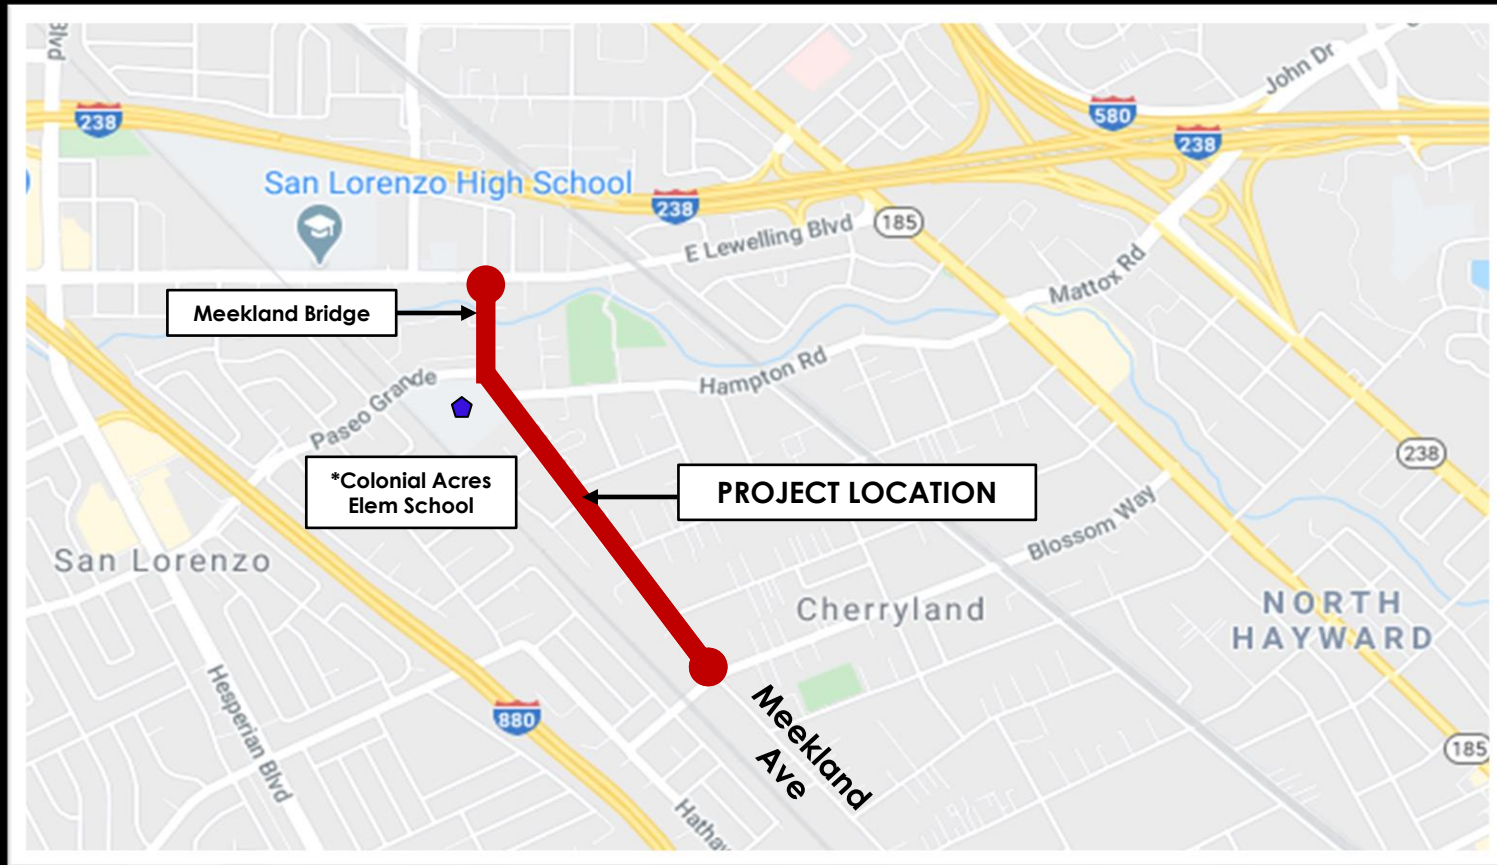 Blvd
238
580
John Dr
238
San Lorenzo High School
238
185
E Lewelling Blvd
Mattox Rd
Meekland Bridge
Hampton Rd
Paseo Grande
*Colonial Acres
Elem School
PROJECT LOCATION
238
Blossom Way
San Lorenzo
Cherryland
NORTH
HAYWARD
Hesperian Blvd
880
Meekland
Ave
185
Hathaw